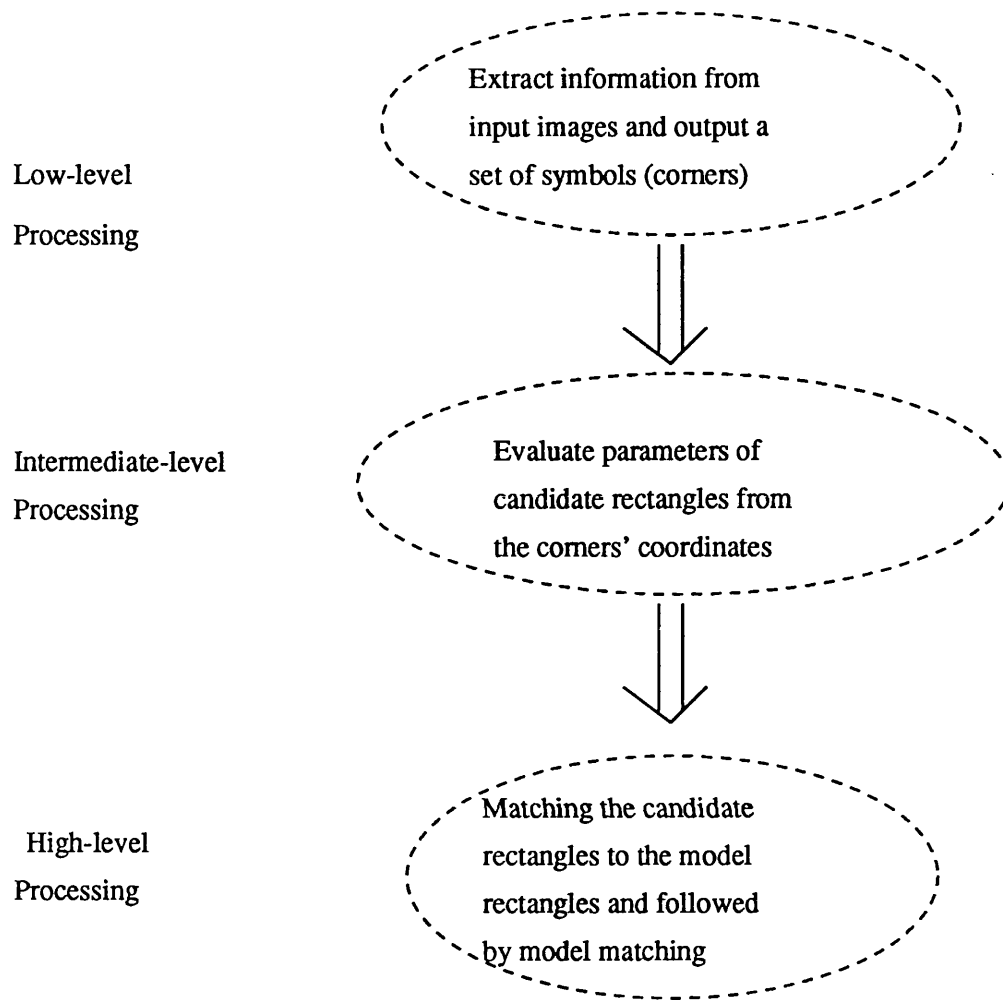 Extract information from
input images and output a
set of symbols (corners)
Low-level
Processing
Evaluate parameters of
candidate rectangles from
the corners' coordinates
Intermediate-level
Processing
Matching the candidate
rectangles to the model
rectangles and followed
by model matching
High-level
Processing